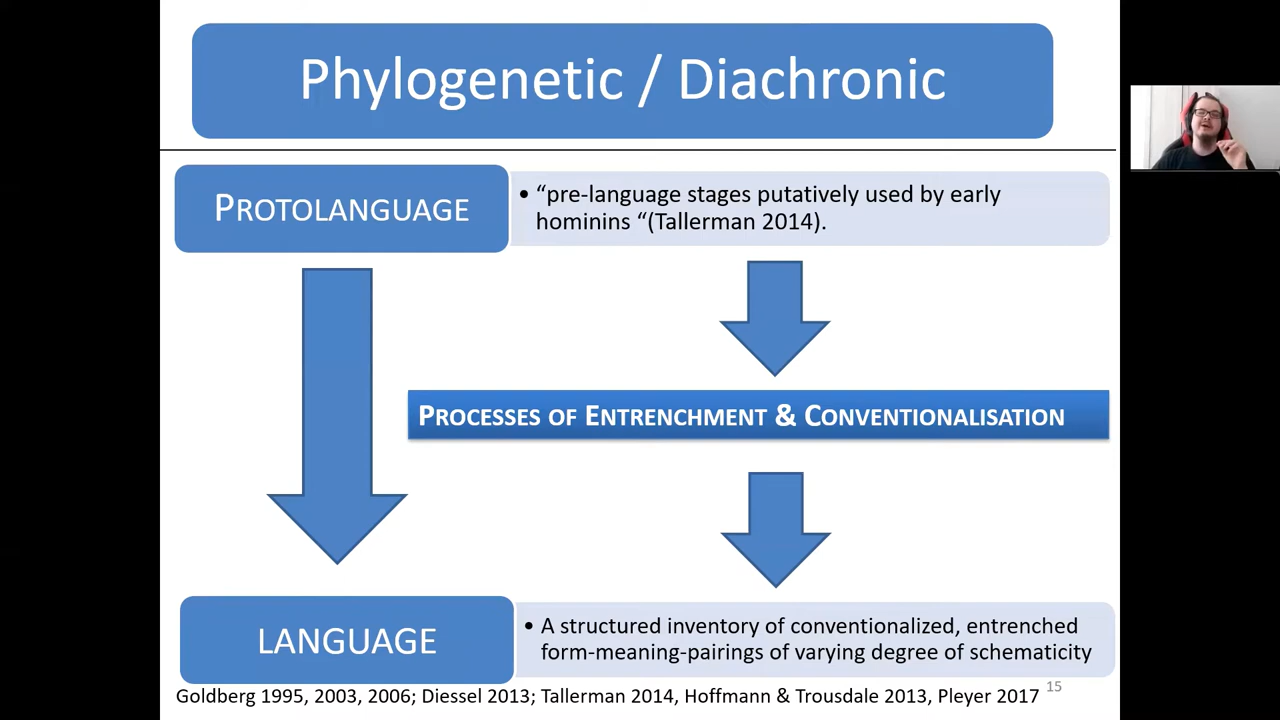 Phylogenetic / Diachronic
PROTOLANGUAGE
• “pre-language stages putatively used by early
hominins “(Tallerman 2014).
PROCESSES OF ENTRENCHMENT & CONVENTIONALISATION
LANGUAGE
• A structured inventory of conventionalized, entrenched
form-meaning-pairings of varying degree of schematicity
Goldberg 1995, 2003, 2006; Diessel 2013; Tallerman 2014, Hoffmann & Trousdale 2013, Pleyer 2017
15